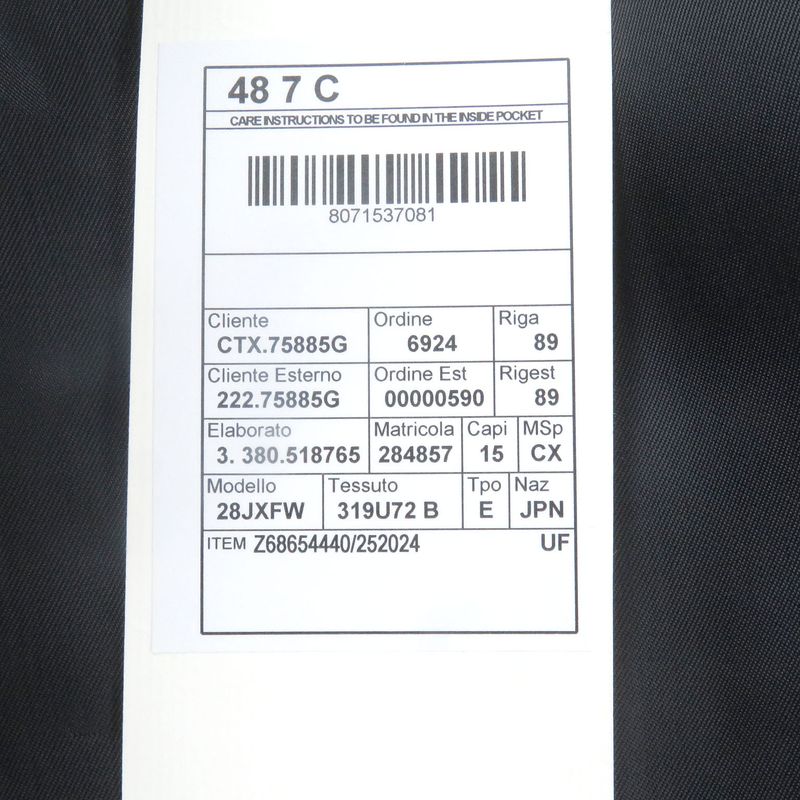 48 7 C
CARE INSTRUCTIONS TO BE FOUND IN THE INSIDE POCKET
8071537081
Cliente Ordine Riga
CTX.75885G 6924 89
Cliente Esterno Ordine Est Rigest
222.75885G 00000590 89
Elaborato Matricola Capi MSp
3. 380.518765 284857 15 CX
Modello Tessuto Tpo Naz
28JXFW 319U72 B E JPN
ITEM Z68654440/252024 UF